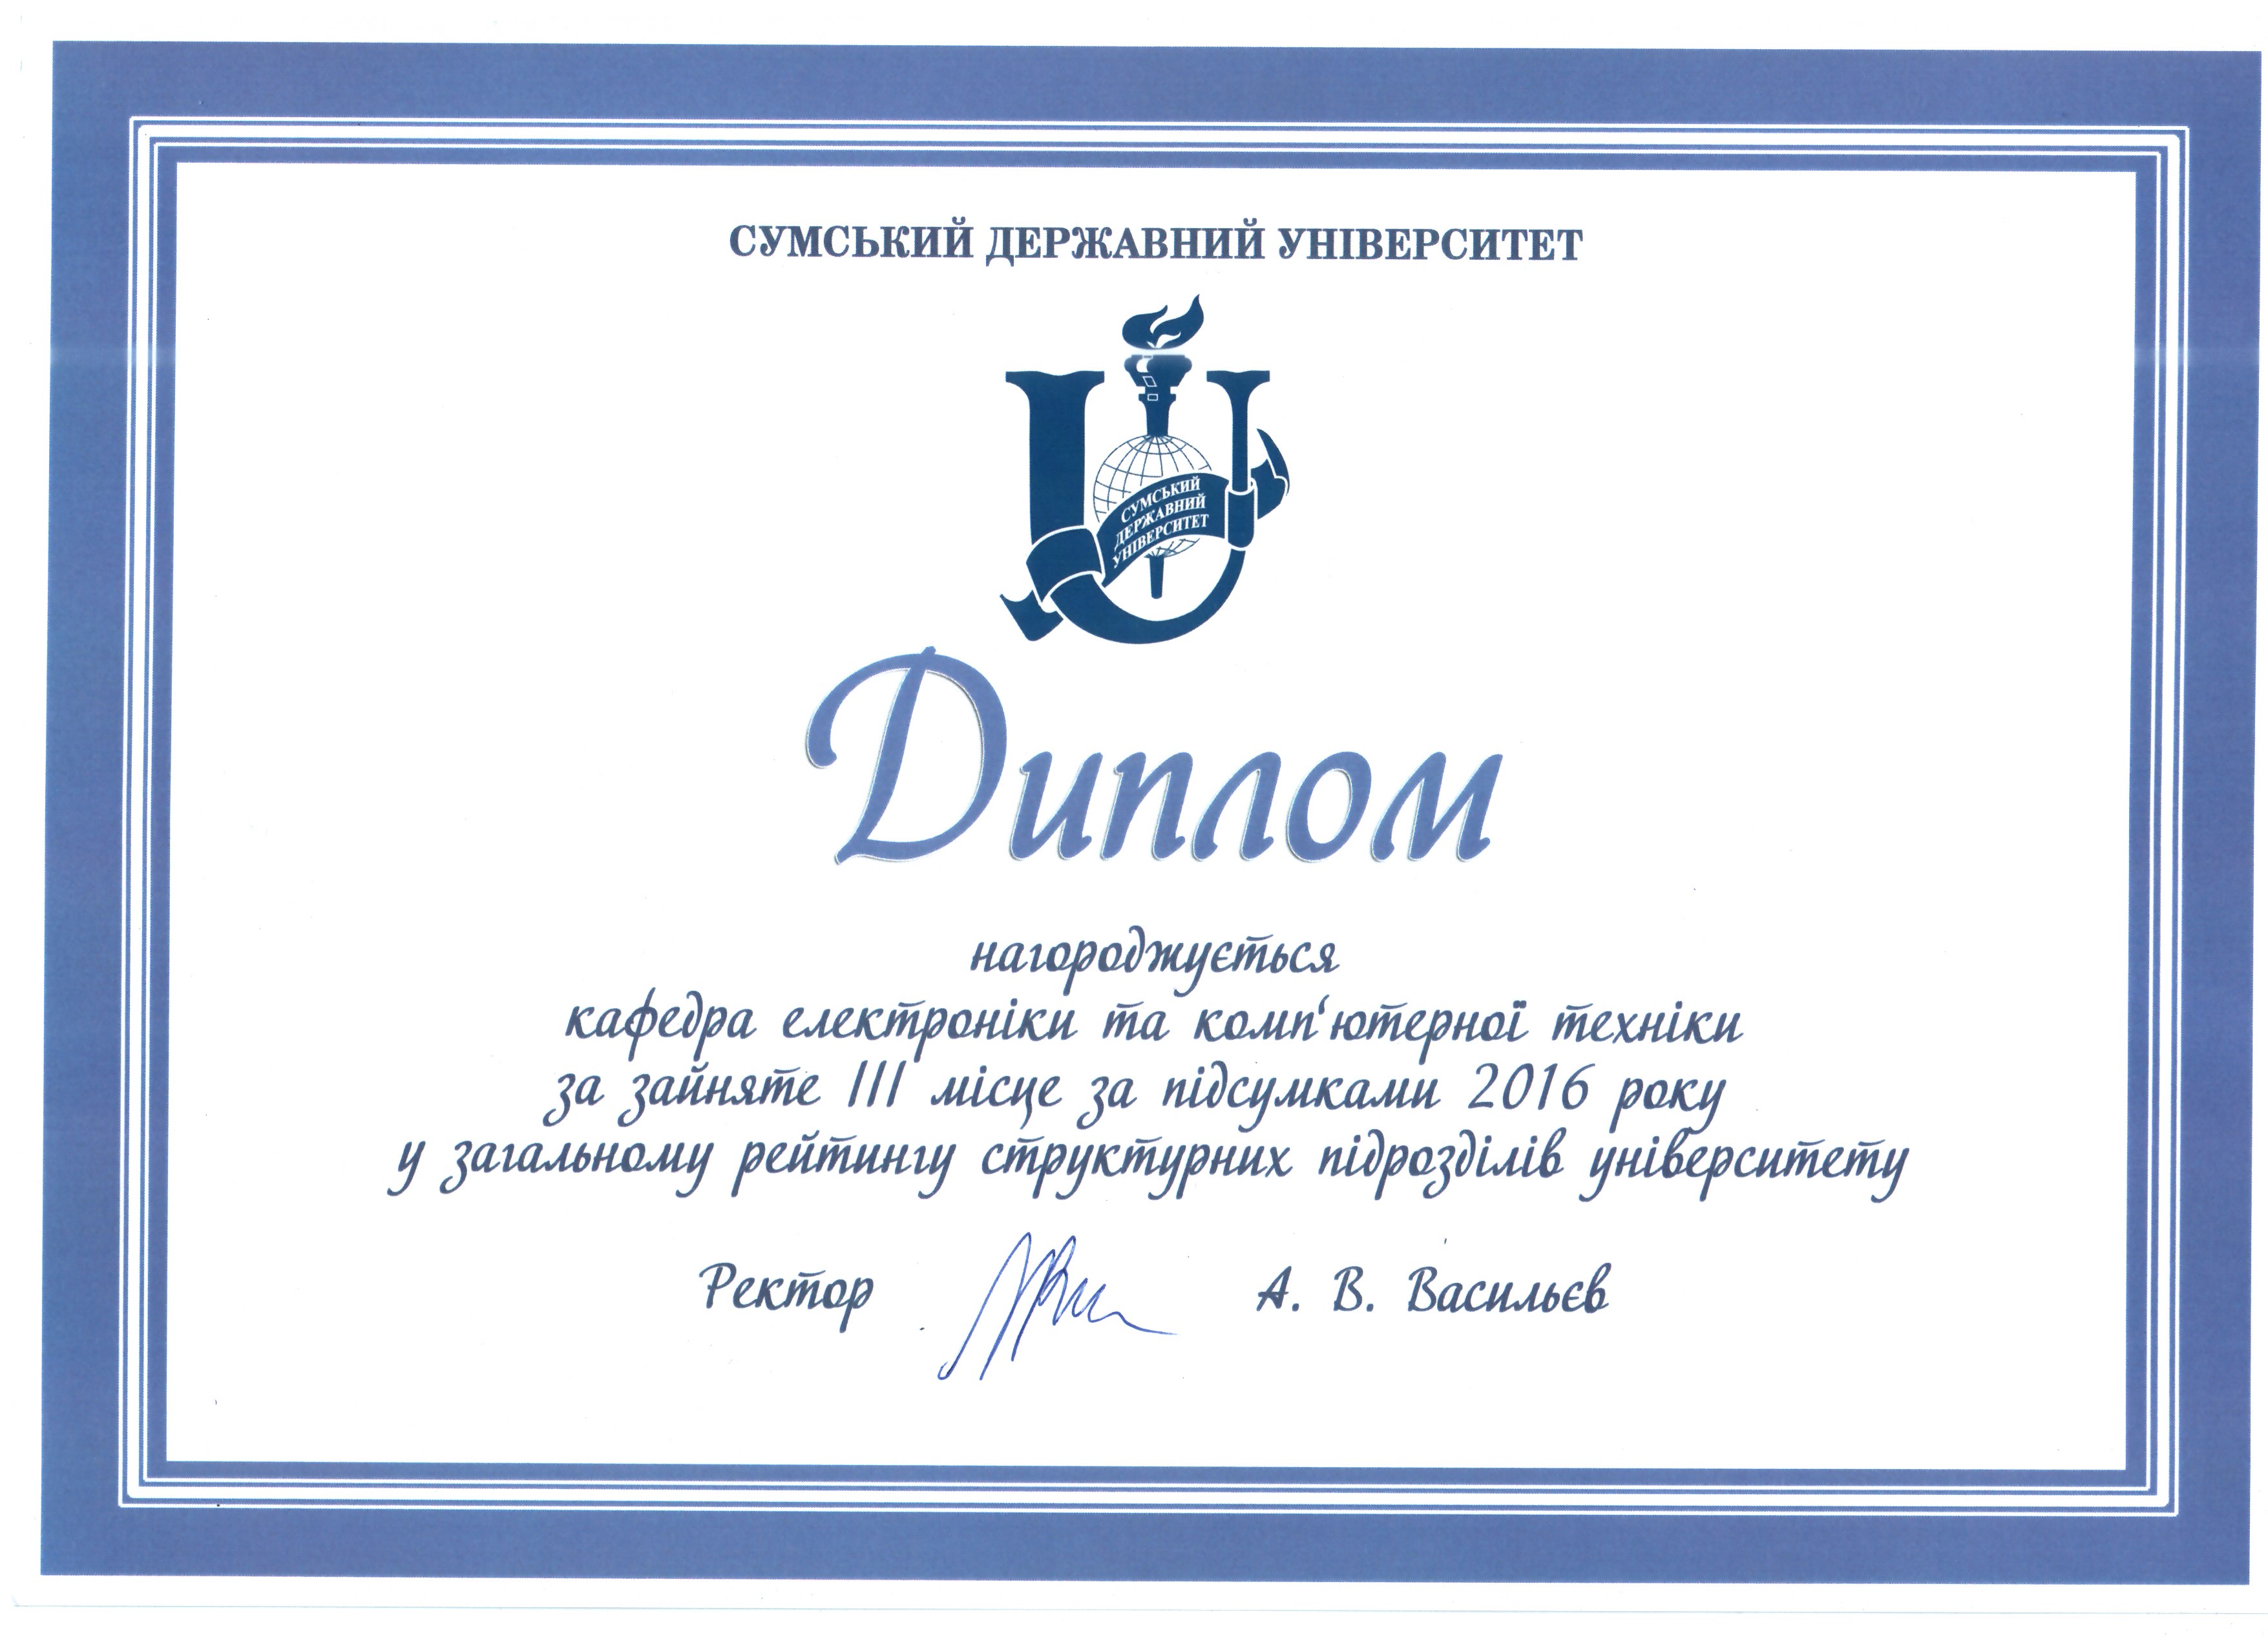 СУМСЬКИЙ ДЕРЖАВНИЙ УНІВЕРСИТЕТ
СУМСЬКИЙ
ДЕРЖАВНИЙ
УНІВЕРСИТЕТ
Диплом
нагороджується
кафедра електроніки та комп‘ютерної техніки
за зайняте III місце за підсумками 2016 року
у загальному рейтингу структурних підрозділів університету
Ректор А. В. Васильєв